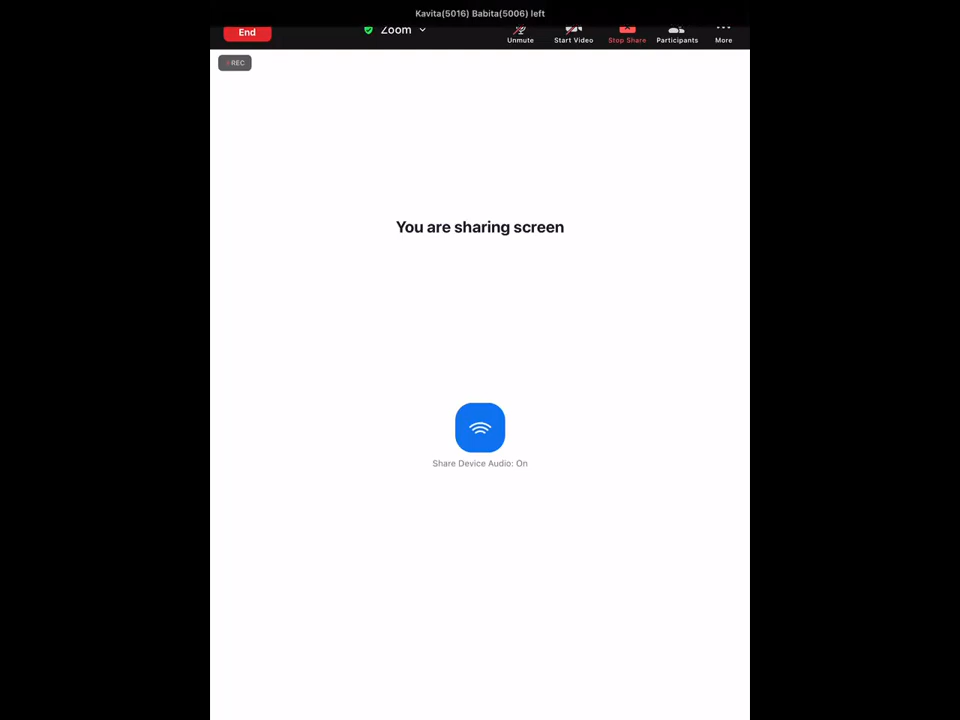 Kavita(5016) Babita(5006) left
End
Zoom
Unmute
Start Video
Stop Share
Participants
More
REC
You are sharing screen
Share Device Audio: On